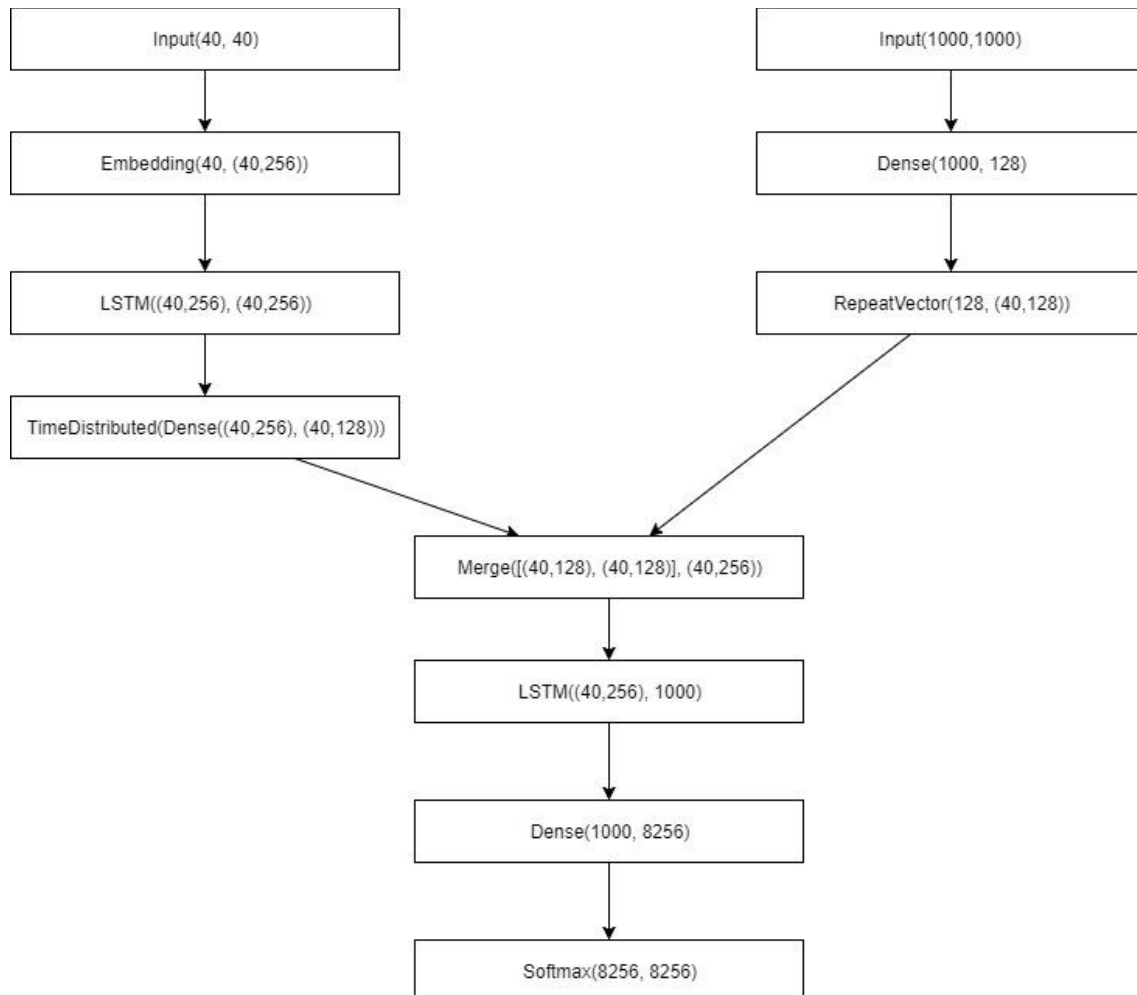 Input(40, 40)
Input(1000,1000)
Embedding(40, (40,256))
Dense(1000, 128)
LSTM((40,256), (40,256))
RepeatVector(128, (40,128))
TimeDistributed(Dense((40,256), (40,128)))
Merge([(40,128), (40,128)], (40,256))
LSTM((40,256), 1000)
Dense(1000, 8256)
Softmax(8256, 8256)